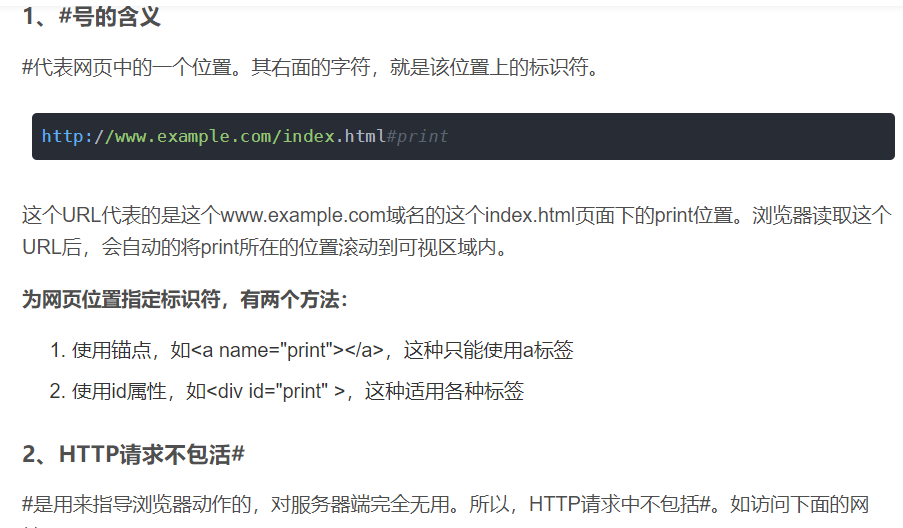 1、#号的含义
#代表网页中的一个位置。其右面的字符，就是该位置上的标识符。
http://www.example.com/index.html#print
这个URL代表的是这个www.example.com域名的这个index.html页面下的print位置。浏览器读取这个
URL后，会自动的将print所在的位置滚动到可视区域内。
为网页位置指定标识符，有两个方法：
1. 使用锚点，如<a name="print"></a>，这种只能使用a标签
2. 使用id属性，如<div id="print" >，这种适用各种标签
2、HTTP请求不包活#
#是用来指导浏览器动作的，对服务器端完全无用。所以，HTTP请求中不包括#。如访问下面的网